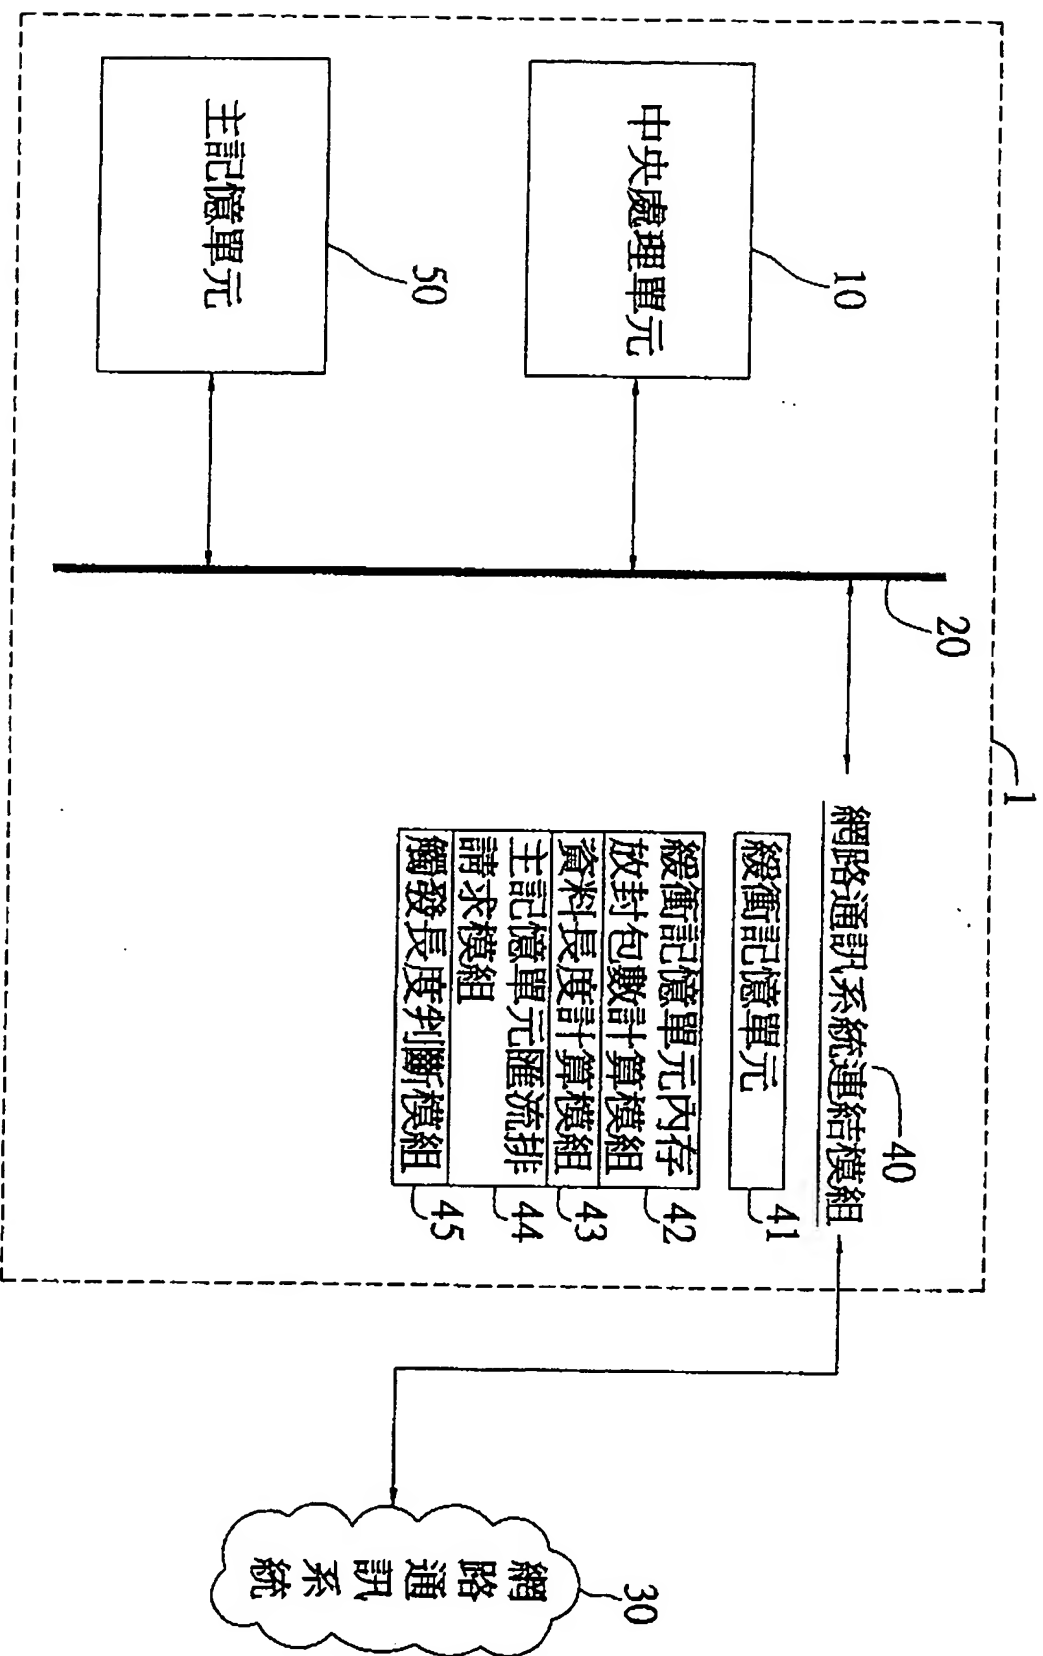 1
中央處理單元
10
主記憶單元
50
20
網路通訊系統連結模組
40
緩衝記憶單元
41
緩衝記憶單元內存
放封包數計算模組
42
資料長度計算模組
43
主記憶單元匯流排
請求模組
44
觸發長度判斷模組
45
網路通訊系統
30